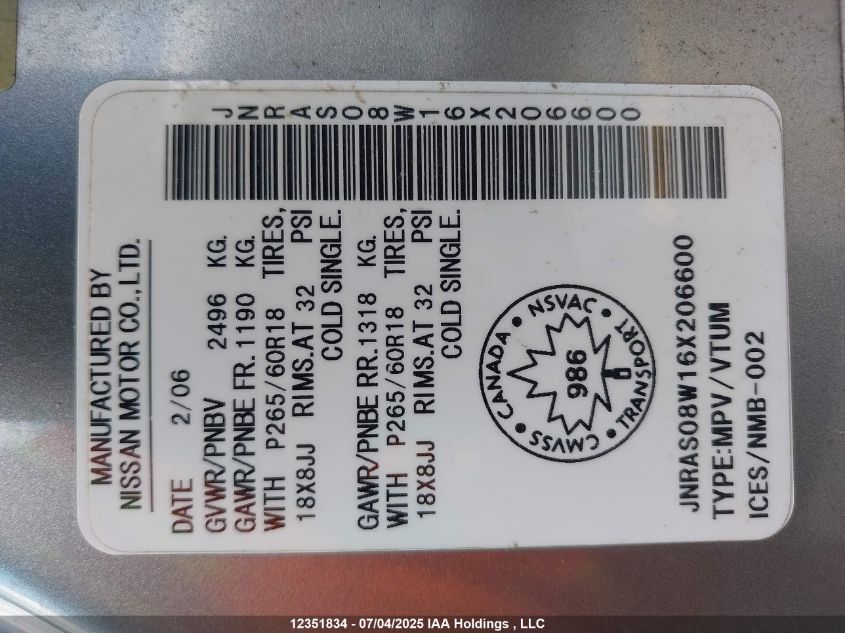 MANUFACTURED BY
NISSAN MOTOR CO.,LTD.
DATE 2/06
GVWR/PNBV 2496 KG.
GAWR/PNBE FR. 1190 KG.
WITH P265/60R18 TIRES,
18X8JJ RIMS.AT 32 PSI
COLD SINGLE.
GAWR/PNBE RR.1318 KG.
WITH P265/60R18 TIRES,
18X8JJ RIMS.AT 32 PSI
COLD SINGLE.
JNRAS08W16X206600
CANADA • NSVAC • TRANSPORT • CMVSS •
986
JNRAS08W16X206600
TYPE:MPV/VTUM
ICES/NMB-002
12351834 - 07/04/2025 IAA Holdings , LLC